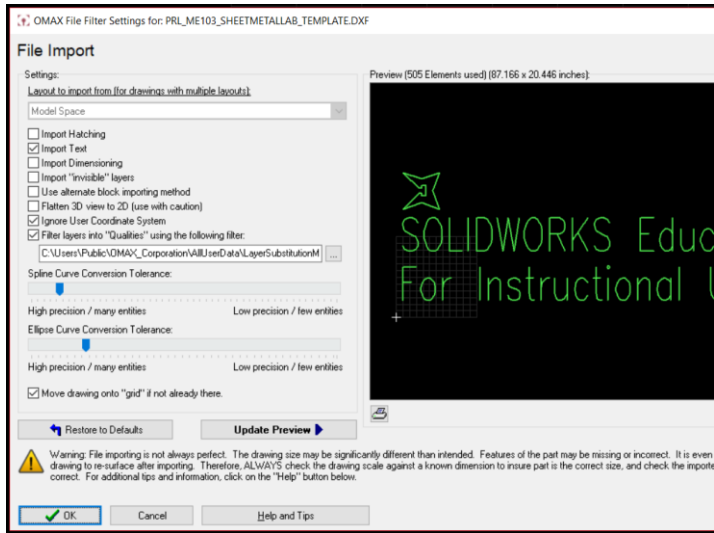 OMAX File Filter Settings for: PRL_ME103_SHEETMETALLAB_TEMPLATE.DXF
File Import
Settings:
Layout to import from (for drawings with multiple layouts):
Model Space
Import Hatching
Import Text
Import Dimensioning
Import "invisible" layers
Use alternate block importing method
Flatten 3D view to 2D (use with caution)
Ignore User Coordinate System
Filter layers into "Qualities" using the following filter:
C:\Users\Public\OMAX_Corporation\AllUserData\LayerSubstitutionM
...
Spline Curve Conversion Tolerance:
High precision / many entities Low precision / few entities
Ellipse Curve Conversion Tolerance:
High precision / many entities Low precision / few entities
Move drawing onto "grid" if not already there.
Restore to Defaults Update Preview
Preview (505 Elements used) (87.166 x 20.446 inches):
SOLIDWORKS Educ
For Instructional U
Warning: File importing is not always perfect. The drawing size may be significantly different than intended. Features of the part may be missing or incorrect. It is even
drawing to re-surface after importing. Therefore, ALWAYS check the drawing scale against a known dimension to insure part is the correct size, and check the importe
correct. For additional tips and information, click on the "Help" button below.
OK Cancel Help and Tips